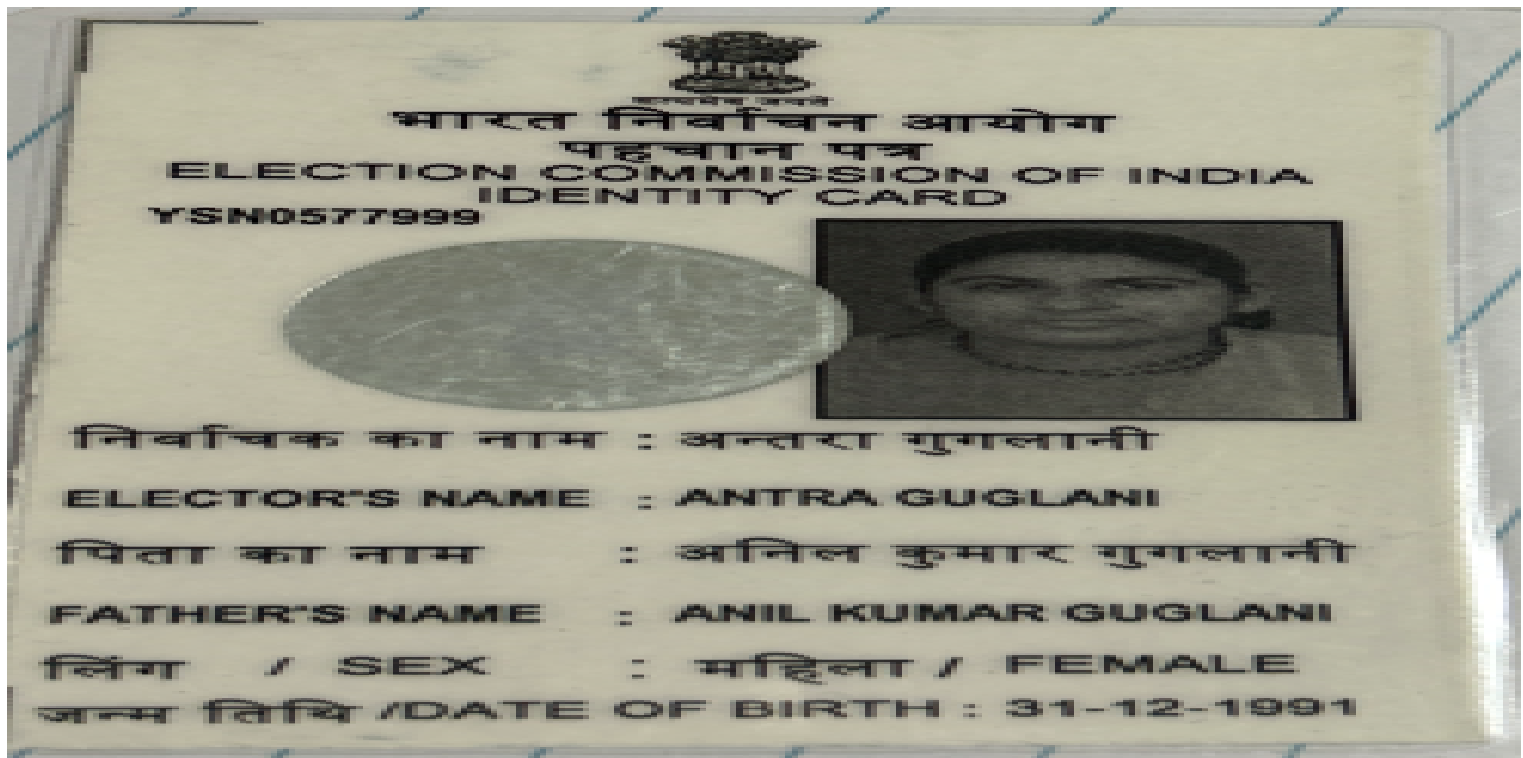 भारत निर्वाचन आयोग
पहचान पत्र
ELECTION COMMISSION OF INDIA
IDENTITY CARD
YSN0577999
निर्वाचक का नाम : अन्तरा गुगलानी
ELECTOR'S NAME : ANTRA GUGLANI
पिता का नाम : अनिल कुमार गुगलानी
FATHER'S NAME : ANIL KUMAR GUGLANI
लिंग / SEX : महिला / FEMALE
जन्म तिथि /DATE OF BIRTH : 31-12-1991